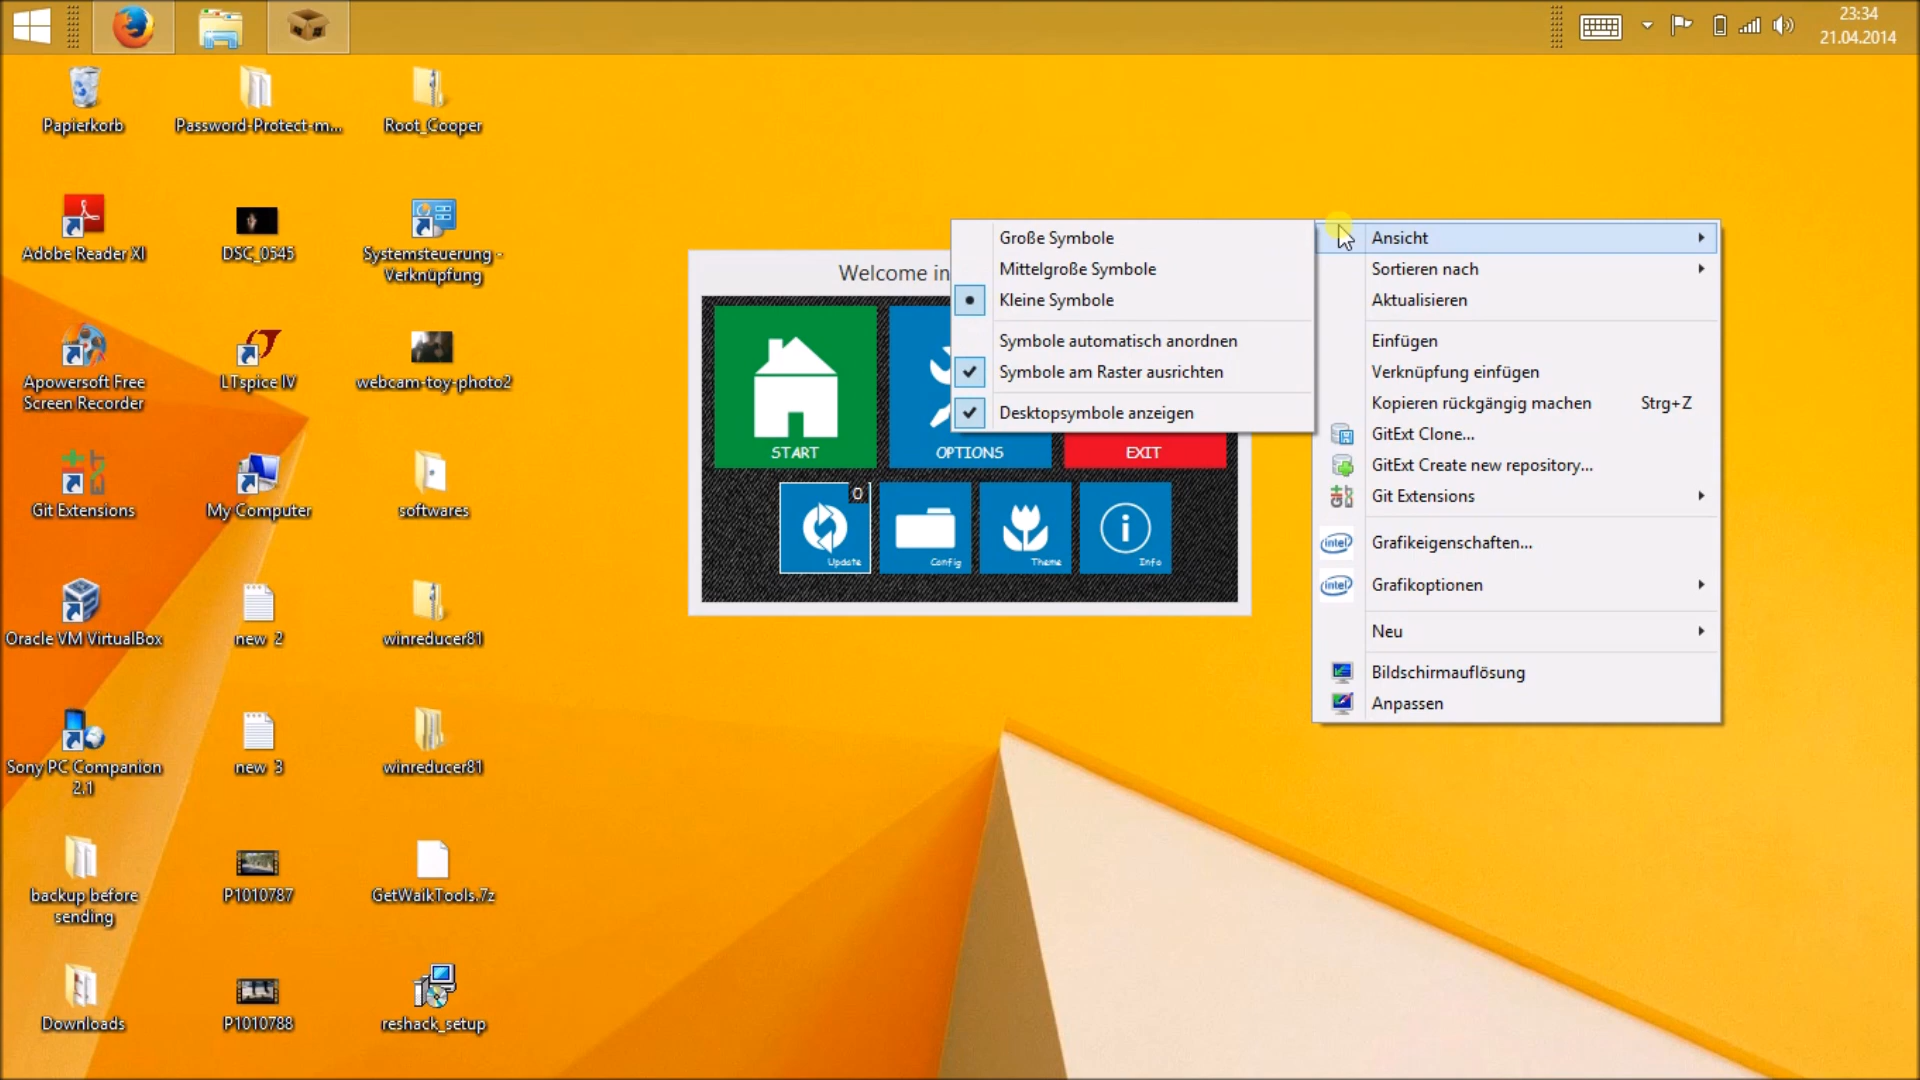 23:34
21.04.2014
Papierkorb
Password-Protect-m...
Root_Cooper
Adobe Reader XI
DSC_0545
Systemsteuerung -
Verknüpfung
Apowersoft Free
Screen Recorder
LTspice IV
webcam-toy-photo2
Git Extensions
My Computer
softwares
Oracle VM VirtualBox
new 2
winreducer81
Sony PC Companion
2.1
new 3
winreducer81
backup before
sending
P1010787
GetWaikTools.7z
Downloads
P1010788
reshack_setup
Welcome in
START
OPTIONS
EXIT
0
Update
Config
Theme
Info
Große Symbole
Mittelgroße Symbole
Kleine Symbole
Symbole automatisch anordnen
Symbole am Raster ausrichten
Desktopsymbole anzeigen
Ansicht
Sortieren nach
Aktualisieren
Einfügen
Verknüpfung einfügen
Kopieren rückgängig machen Strg+Z
GitExt Clone...
GitExt Create new repository...
Git Extensions
intel Grafikeigenschaften...
intel Grafikoptionen
Neu
Bildschirmauflösung
Anpassen